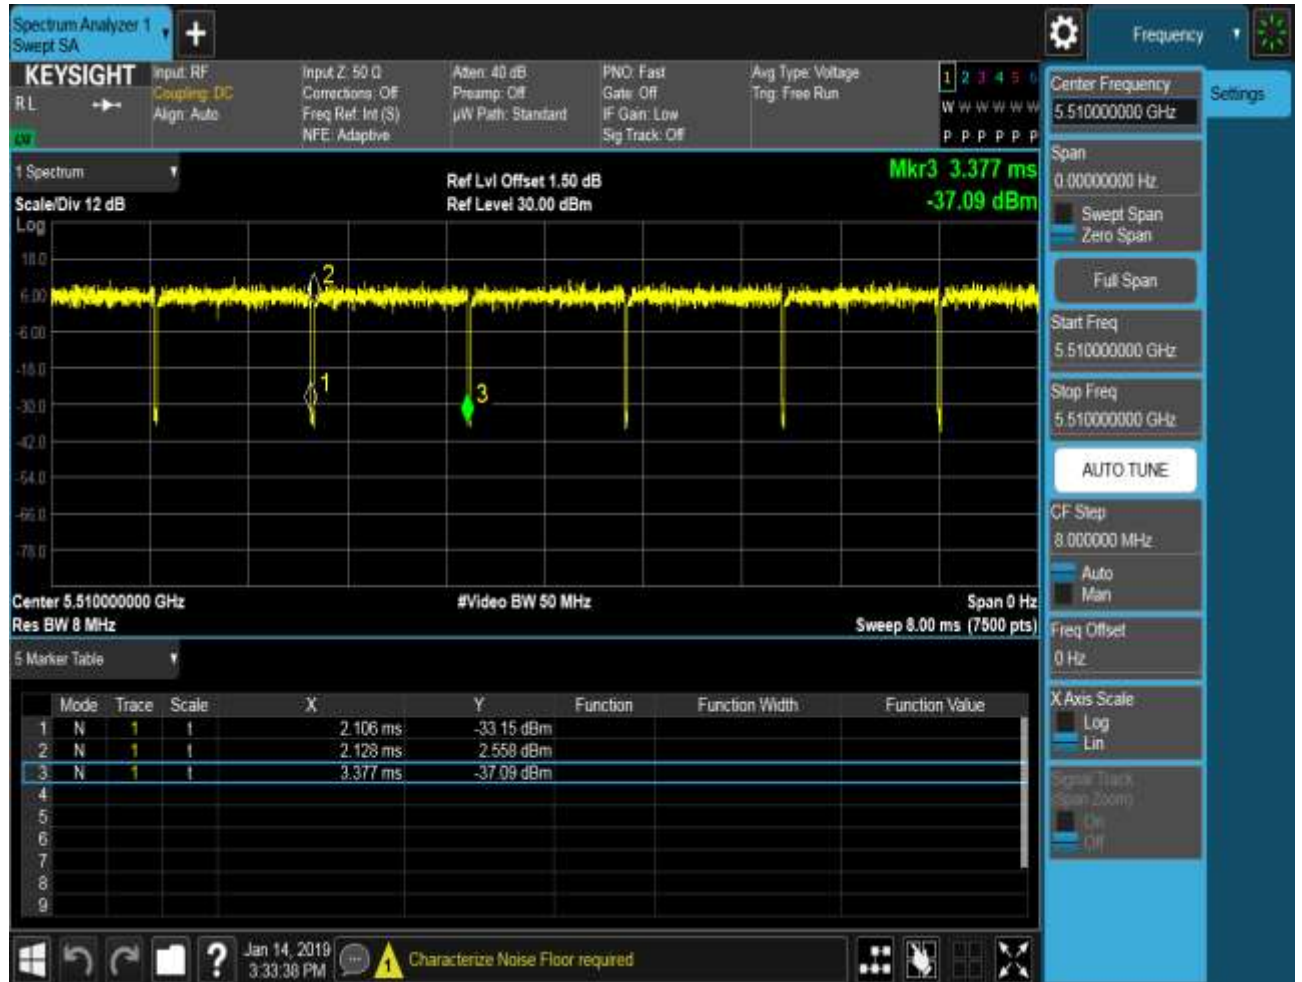 Spectrum Analyzer 1
Swept SA
+
Frequency
KEYSIGHT
Input: RF
Coupling: DC
Align: Auto
Input Z: 50 Ω
Corrections: Off
Freq Ref: Int (S)
NFE: Adaptive
Atten: 40 dB
Preamp: Off
µW Path: Standard
PNO: Fast
Gate: Off
IF Gain: Low
Sig Track: Off
Avg Type: Voltage
Trig: Free Run
1 2 3 4 5 6
W W W W W W
P P P P P P
R L
Center Frequency
5.510000000 GHz
Settings
Span
0.00000000 Hz
Swept Span
Zero Span
Full Span
Start Freq
5.510000000 GHz
Stop Freq
5.510000000 GHz
AUTO TUNE
CF Step
8.000000 MHz
Auto
Man
Freq Offset
0 Hz
X Axis Scale
Log
Lin
Signal Track
(Span Zoom)
On
Off
1 Spectrum
Scale/Div 12 dB
Log
Ref Lvl Offset 1.50 dB
Ref Level 30.00 dBm
Mkr3 3.377 ms
-37.09 dBm
18.0
6.00
-6.00
-18.0
-30.0
-42.0
-54.0
-66.0
-78.0
2
1
3
Center 5.510000000 GHz
Res BW 8 MHz
#Video BW 50 MHz
Span 0 Hz
Sweep 8.00 ms (7500 pts)
5 Marker Table
Mode Trace Scale X Y Function Function Width Function Value
1 N 1 t 2.106 ms -33.15 dBm
2 N 1 t 2.128 ms 2.558 dBm
3 N 1 t 3.377 ms -37.09 dBm
4
5
6
7
8
9
?
Jan 14, 2019
3:33:38 PM
1
Characterize Noise Floor required